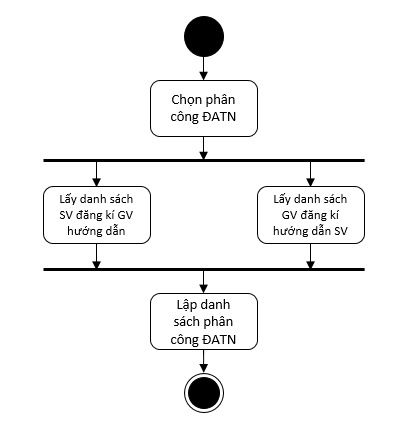 Chọn phân
công ĐATN
Lấy danh sách
SV đăng kí GV
hướng dẫn
Lấy danh sách
GV đăng kí
hướng dẫn SV
Lập danh
sách phân
công ĐATN